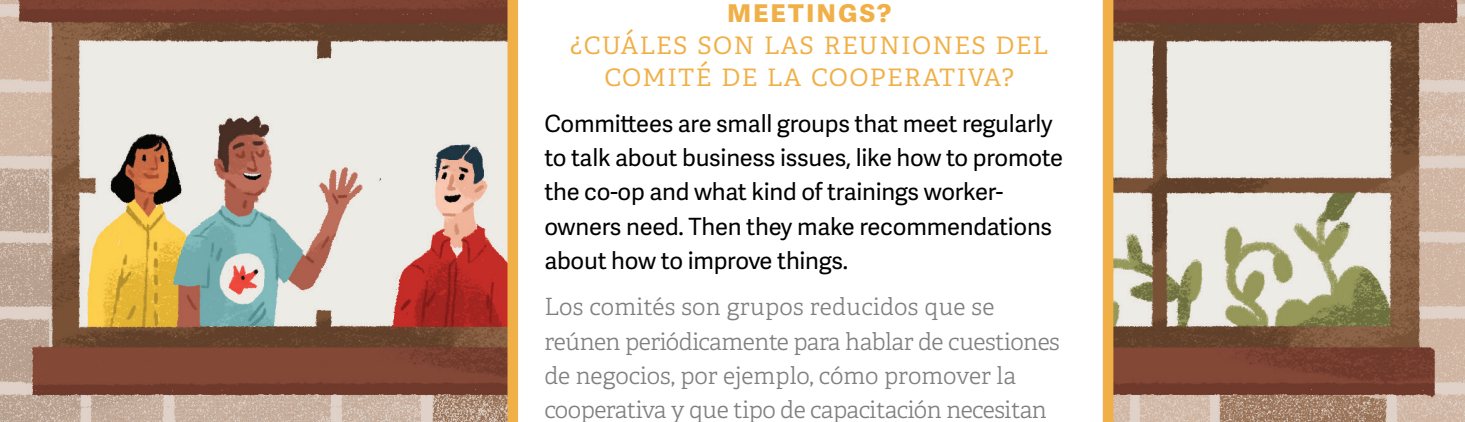 MEETINGS?
¿CUÁLES SON LAS REUNIONES DEL
COMITÉ DE LA COOPERATIVA?
Committees are small groups that meet regularly
to talk about business issues, like how to promote
the co-op and what kind of trainings worker-
owners need. Then they make recommendations
about how to improve things.
Los comités son grupos reducidos que se
reúnen periódicamente para hablar de cuestiones
de negocios, por ejemplo, cómo promover la
cooperativa y que tipo de capacitación necesitan